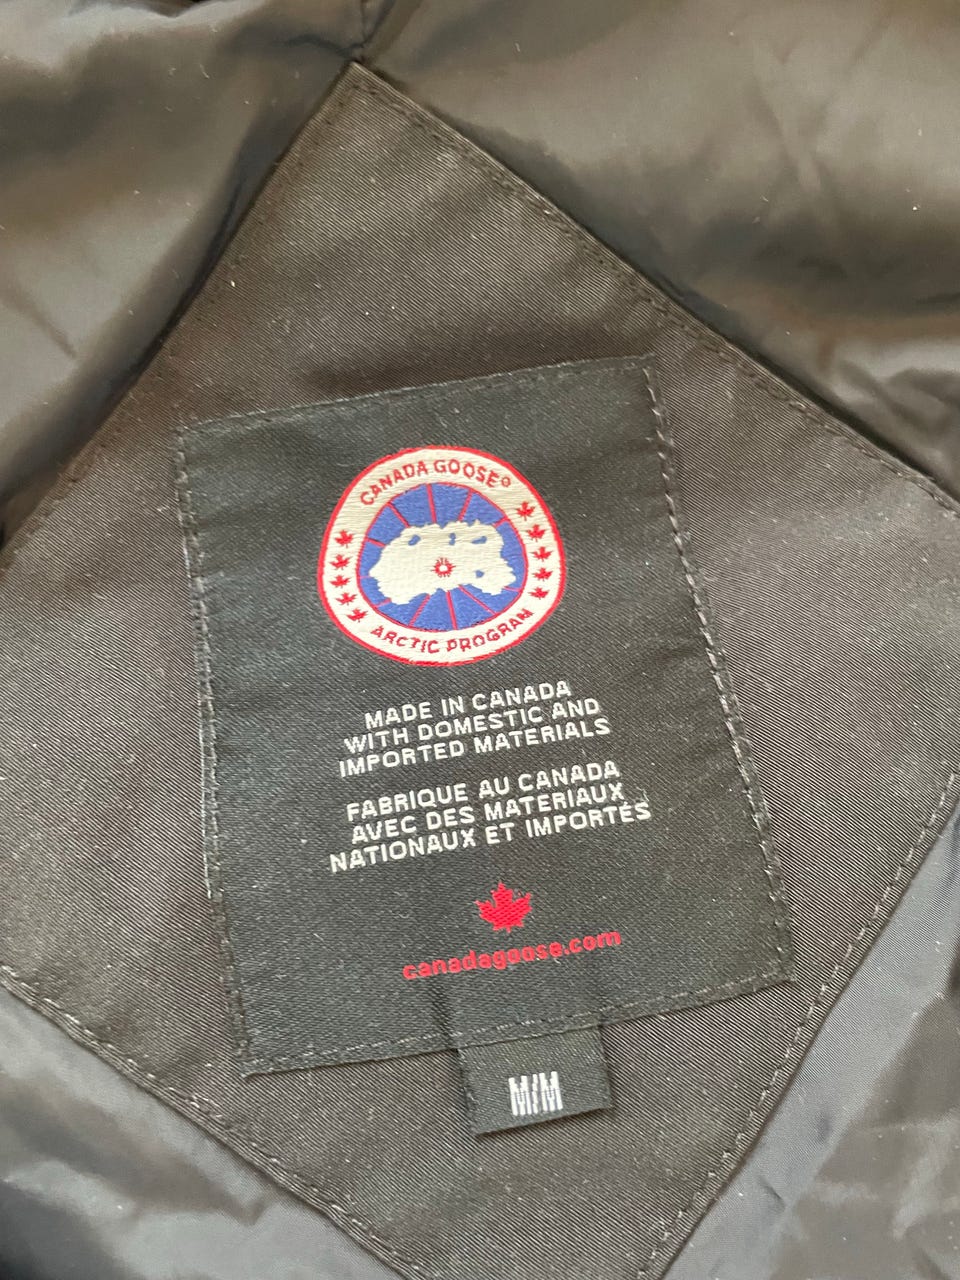 CANADA GOOSE®
ARCTIC PROGRAM
MADE IN CANADA
WITH DOMESTIC AND
IMPORTED MATERIALS
FABRIQUE AU CANADA
AVEC DES MATERIAUX
NATIONAUX ET IMPORTÉS
canadagoose.com
M/M